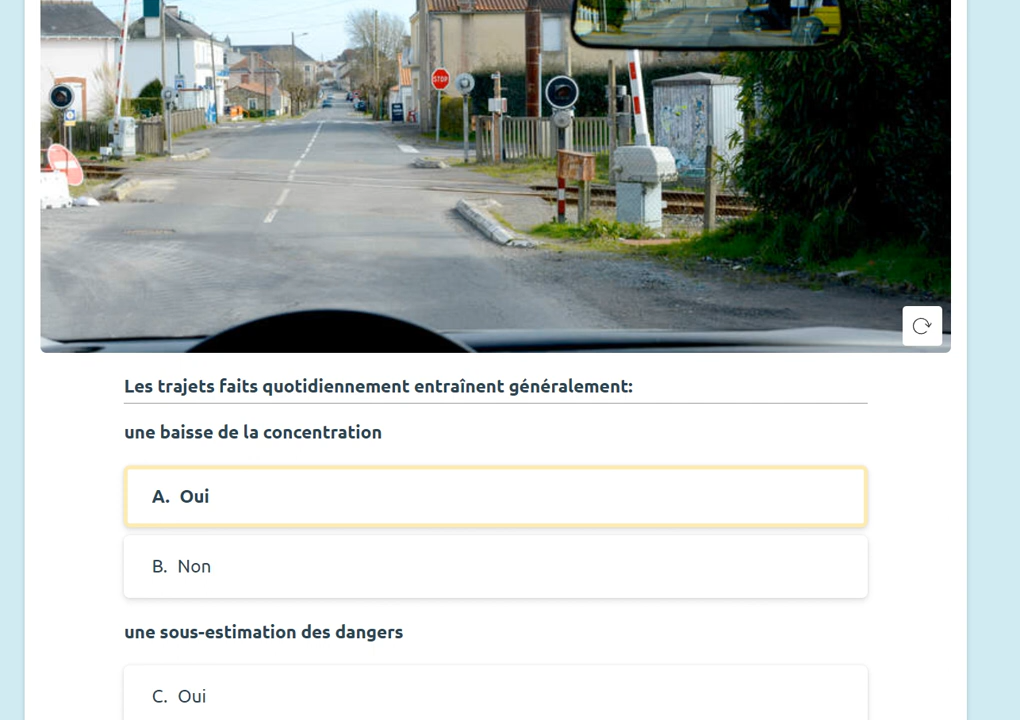 STOP
Les trajets faits quotidiennement entraînent généralement:
une baisse de la concentration
A. Oui
B. Non
une sous-estimation des dangers
C. Oui